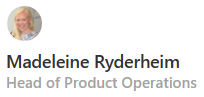 Madeleine Ryderheim
Head of Product Operations